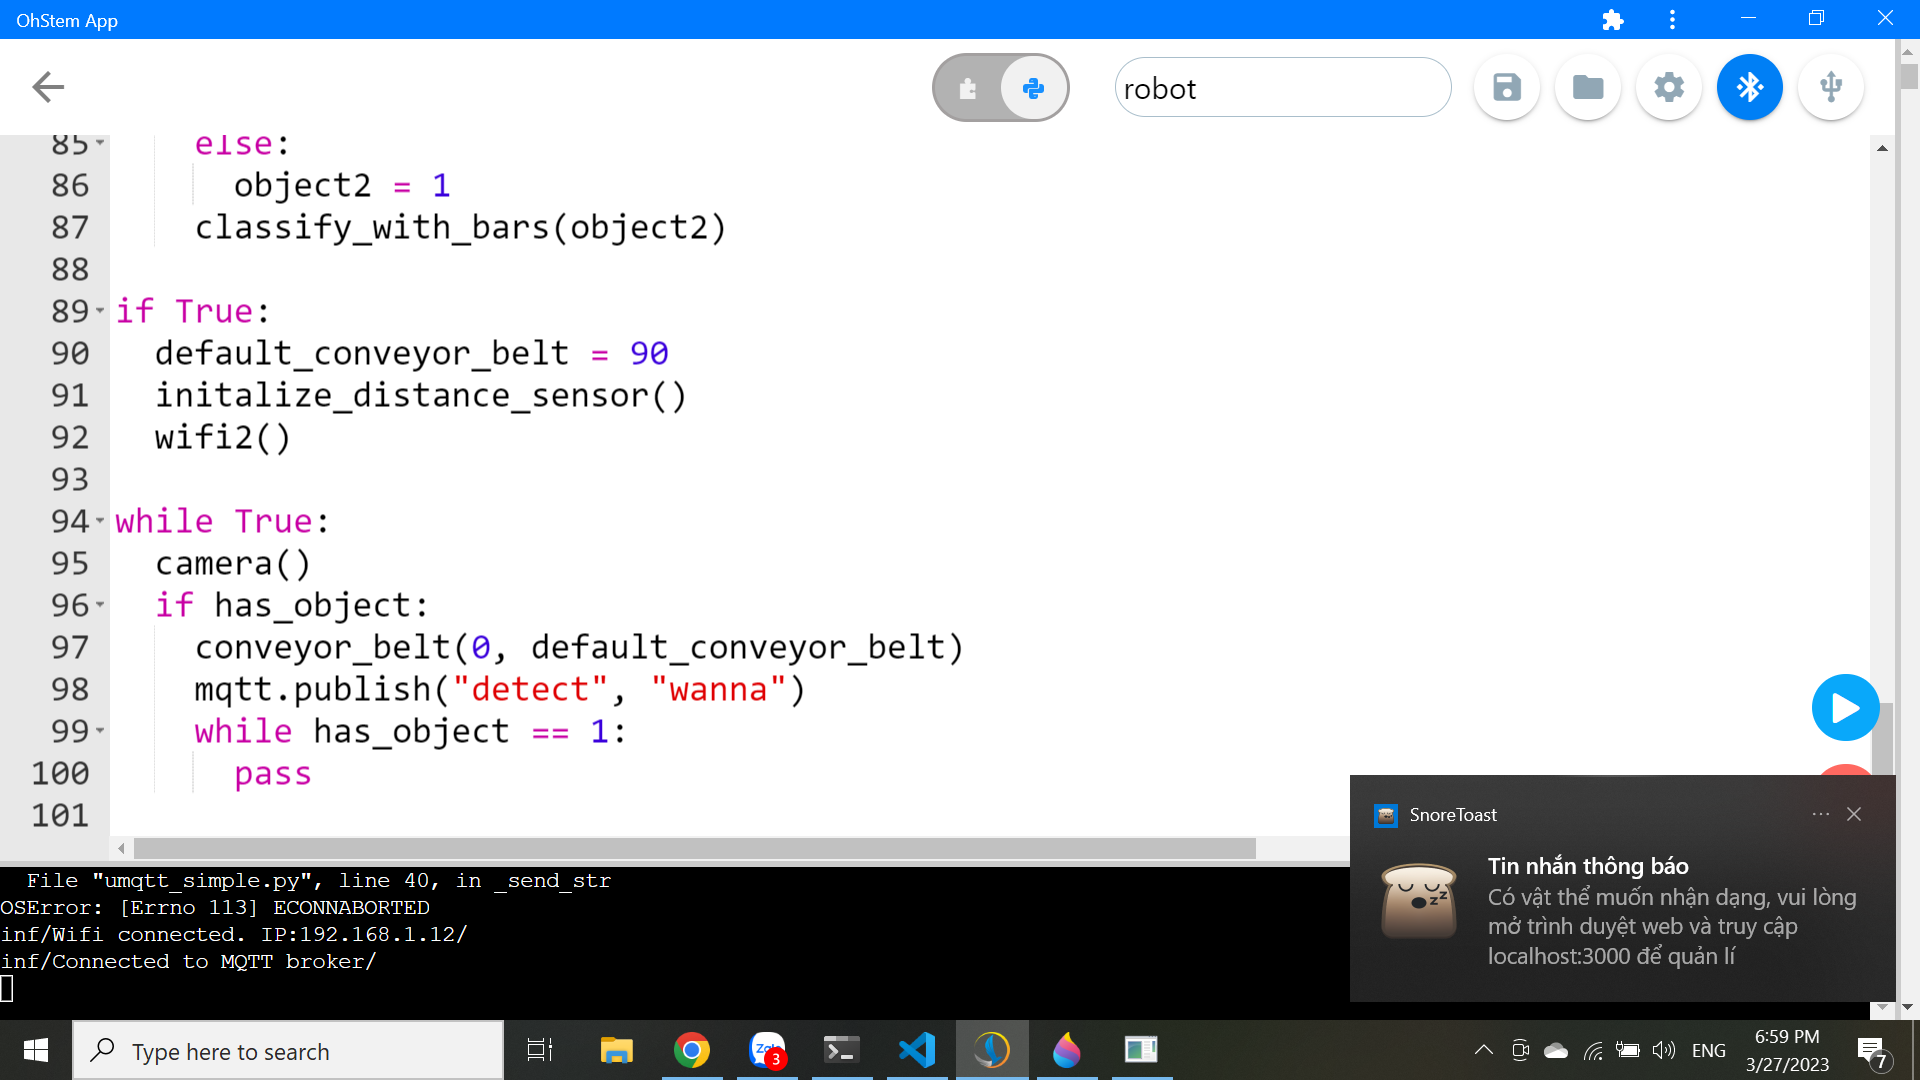 OhStem App
robot
85 else:
86 object2 = 1
87 classify_with_bars(object2)
88
89 if True:
90 default_conveyor_belt = 90
91 initalize_distance_sensor()
92 wifi2()
93
94 while True:
95 camera()
96 if has_object:
97 conveyor_belt(0, default_conveyor_belt)
98 mqtt.publish("detect", "wanna")
99 while has_object == 1:
100 pass
101
File "umqtt_simple.py", line 40, in _send_str
OSError: [Errno 113] ECONNABORTED
inf/Wifi connected. IP:192.168.1.12/
inf/Connected to MQTT broker/
SnoreToast
Tin nhắn thông báo
Có vật thể muốn nhận dạng, vui lòng
mở trình duyệt web và truy cập
localhost:3000 để quản lí
Type here to search
Zalo
3
ENG
6:59 PM
3/27/2023
7